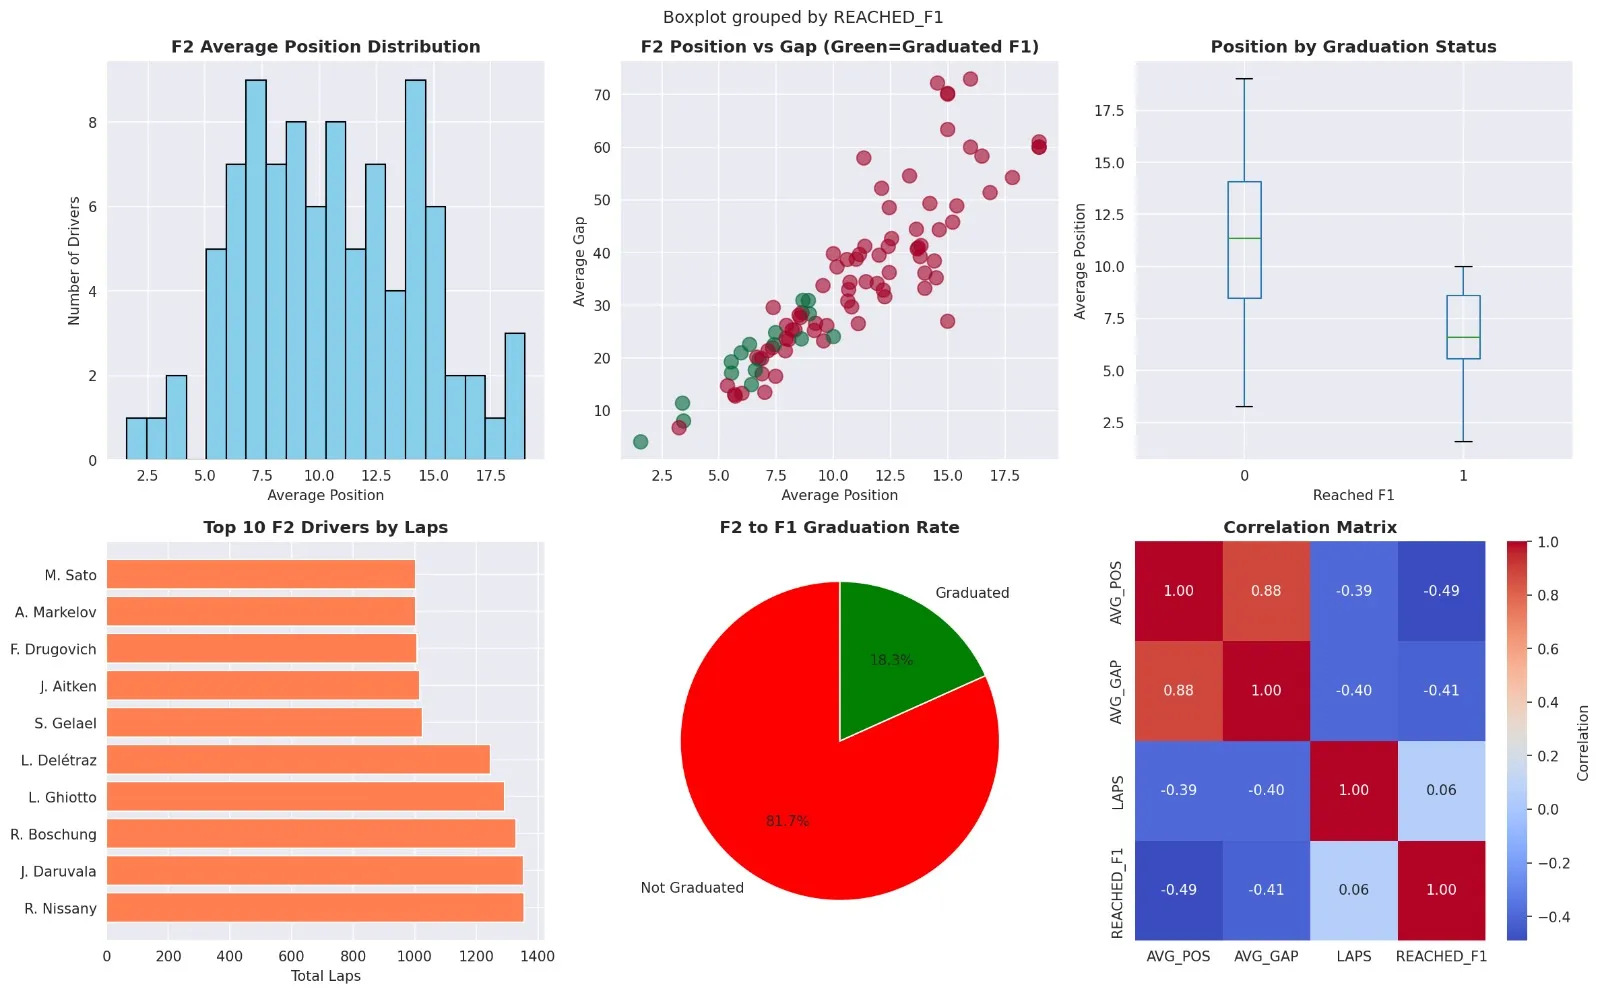 Boxplot grouped by REACHED_F1
F2 Average Position Distribution
8
6
4
2
0
Number of Drivers
2.5 5.0 7.5 10.0 12.5 15.0 17.5
Average Position
F2 Position vs Gap (Green=Graduated F1)
70
60
50
40
30
20
10
Average Gap
2.5 5.0 7.5 10.0 12.5 15.0 17.5
Average Position
Position by Graduation Status
17.5
15.0
12.5
10.0
7.5
5.0
2.5
Average Position
0 1
Reached F1
Top 10 F2 Drivers by Laps
M. Sato
A. Markelov
F. Drugovich
J. Aitken
S. Gelael
L. Delétraz
L. Ghiotto
R. Boschung
J. Daruvala
R. Nissany
0 200 400 600 800 1000 1200 1400
Total Laps
F2 to F1 Graduation Rate
Graduated
18.3%
81.7%
Not Graduated
Correlation Matrix
AVG_POS
1.00 0.88 -0.39 -0.49
AVG_GAP
0.88 1.00 -0.40 -0.41
LAPS
-0.39 -0.40 1.00 0.06
REACHED_F1
-0.49 -0.41 0.06 1.00
AVG_POS AVG_GAP LAPS REACHED_F1
1.0
0.8
0.6
0.4
0.2
0.0
−0.2
−0.4
Correlation